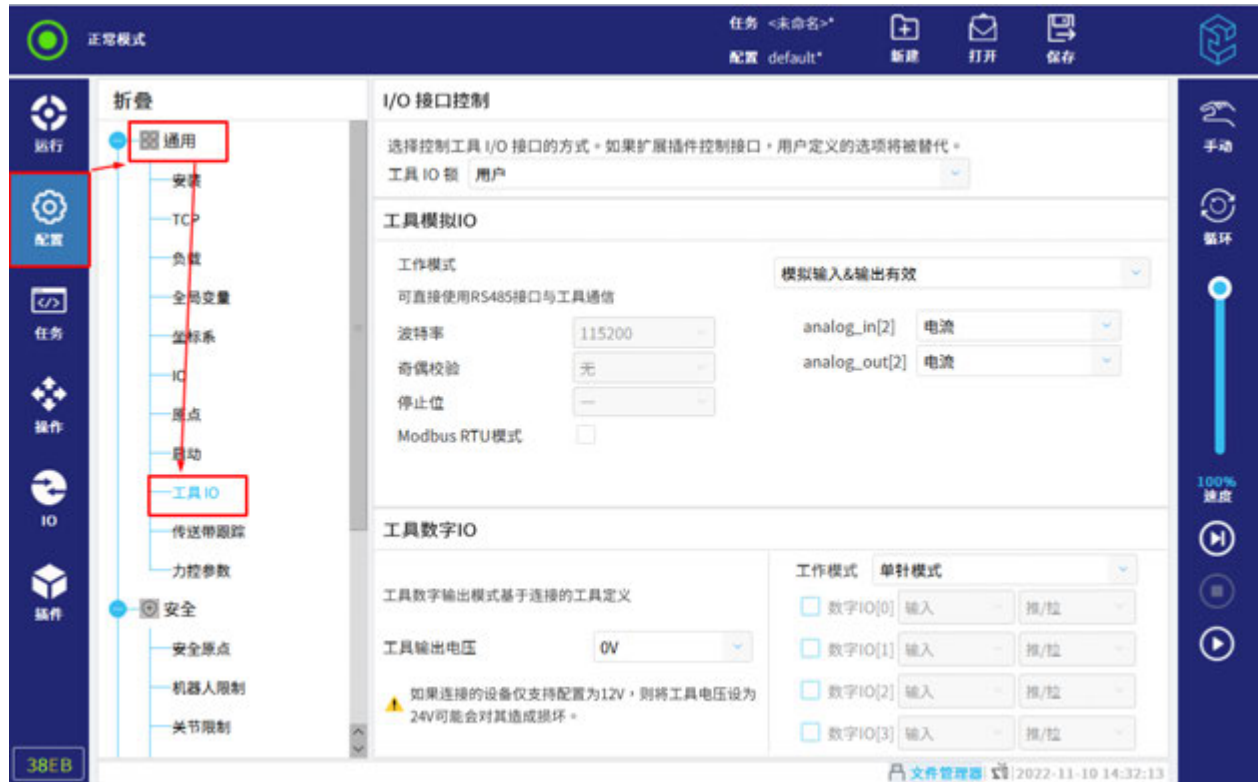 正常模式
任务 <未命名>*
配置 default*
新建
打开
保存
运行
配置
任务
操作
IO
插件
38EB
折叠
通用
安装
TCP
负载
全局变量
坐标系
IO
原点
启动
工具 IO
传送带跟踪
力控参数
安全
安全原点
机器人限制
关节限制
I/O 接口控制
选择控制工具 I/O 接口的方式。如果扩展插件控制接口，用户定义的选项将被替代。
工具 IO 锁 用户
工具模拟IO
工作模式 模拟输入&输出有效
可直接使用RS485接口与工具通信
波特率 115200
奇偶校验 无
停止位 一
Modbus RTU模式
analog_in[2] 电流
analog_out[2] 电流
工具数字IO
工具数字输出模式基于连接的工具定义
工具输出电压 0V
如果连接的设备仅支持配置为12V，则将工具电压设为
24V可能会对其造成损坏。
工作模式 单针模式
数字IO[0] 输入 推/拉
数字IO[1] 输入 推/拉
数字IO[2] 输入 推/拉
数字IO[3] 输入 推/拉
手动
循环
100%
速度
文件管理器 2022-11-10 14:32:13